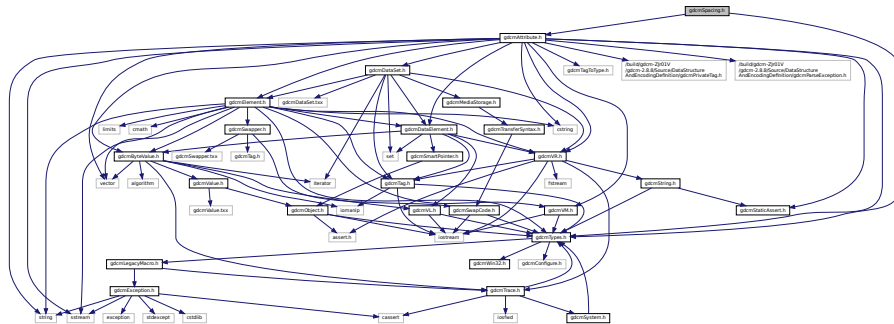 gdcmSpacing.h
gdcmAttribute.h
gdcmDataSet.h
gdcmTagToType.h
/build/gdcm-Zjr01V
/gdcm-2.8.8/Source/DataStructure
AndEncodingDefinition/gdcmPrivateTag.h
/build/gdcm-Zjr01V
/gdcm-2.8.8/Source/DataStructure
AndEncodingDefinition/gdcmParseException.h
gdcmElement.h
gdcmDataSet.txx
gdcmMediaStorage.h
limits
cmath
gdcmSwapper.h
gdcmDataElement.h
gdcmTransferSyntax.h
cstring
gdcmByteValue.h
gdcmSwapper.txx
gdcmTag.h
set
gdcmSmartPointer.h
gdcmVR.h
vector
algorithm
gdcmValue.h
iterator
gdcmTag.h
fstream
gdcmString.h
gdcmValue.txx
gdcmObject.h
iomanip
gdcmVL.h
gdcmSwapCode.h
gdcmVM.h
gdcmStaticAssert.h
assert.h
iostream
gdcmTypes.h
gdcmLegacyMacro.h
gdcmWin32.h
gdcmConfigure.h
gdcmException.h
gdcmTrace.h
string
sstream
exception
stdexcept
cstdlib
cassert
iosfwd
gdcmSystem.h